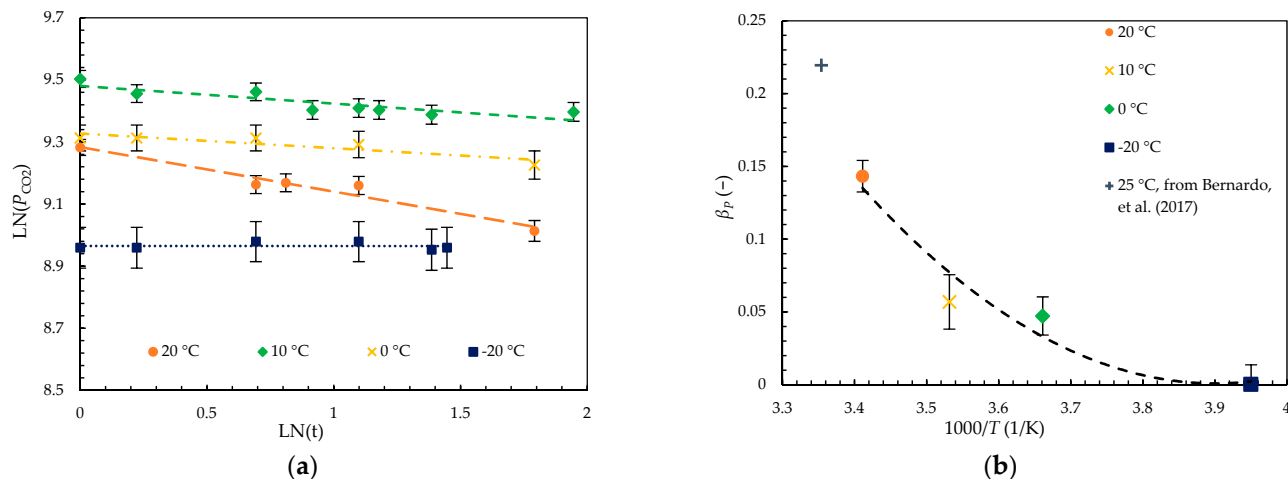 9.7
9.5
9.3
9.1
8.9
8.7
8.5
LN(P_CO2)
20 °C 10 °C 0 °C -20 °C
0 0.5 1 1.5 2
LN(t)
(a)
0.25
0.2
0.15
0.1
0.05
0
β_P (−)
20 °C
10 °C
0 °C
-20 °C
25 °C, from Bernardo,
et al. (2017)
3.3 3.4 3.5 3.6 3.7 3.8 3.9 4
1000/T (1/K)
(b)